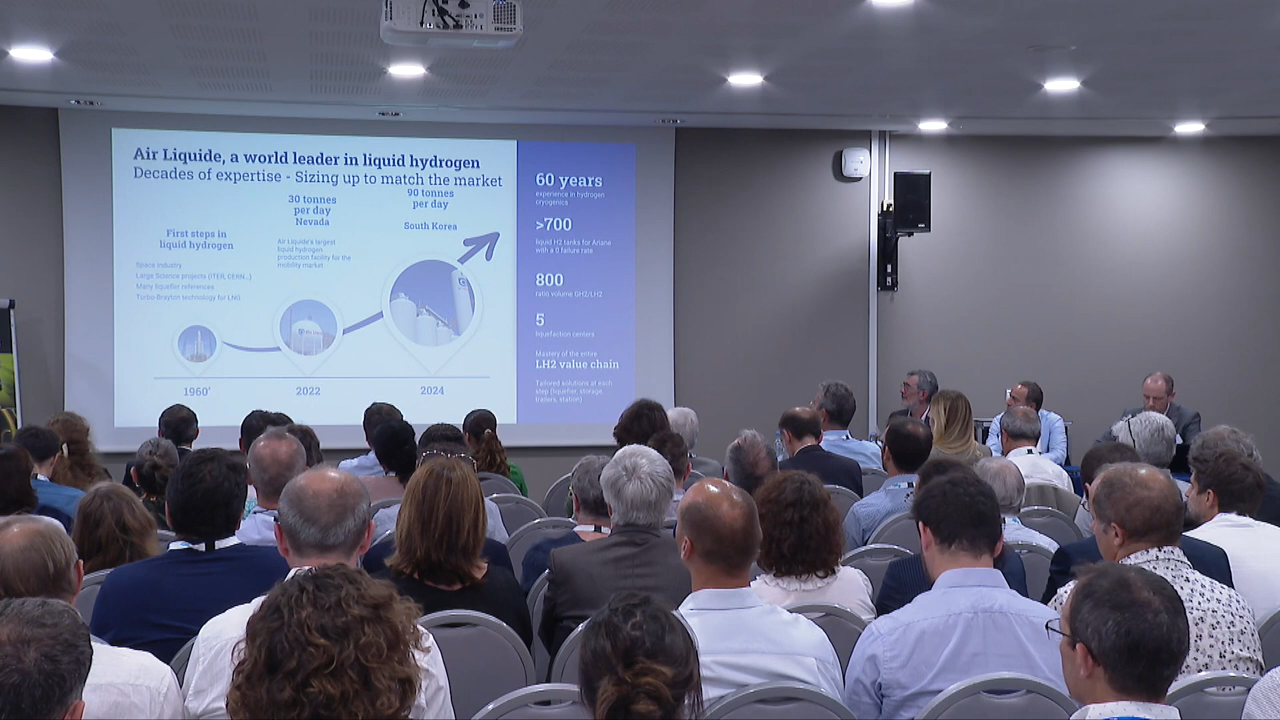 Air Liquide, a world leader in liquid hydrogen
Decades of expertise - Sizing up to match the market
First steps in
liquid hydrogen
Space industry
Large Science projects (ITER, CERN...)
Many liquefier references
Turbo-Brayton technology for LNG
30 tonnes
per day
Nevada
Air Liquide's largest
liquid hydrogen
production facility for the
mobility market
90 tonnes
per day
South Korea
1960'
2022
2024
60 years
experience in hydrogen
cryogenics
>700
liquid H2 tanks for Ariane
with a 0 failure rate
800
ratio volume GH2/LH2
5
liquefaction centers
Mastery of the entire
LH2 value chain
Tailored solutions at each
step (liquefier, storage,
trailers, station)